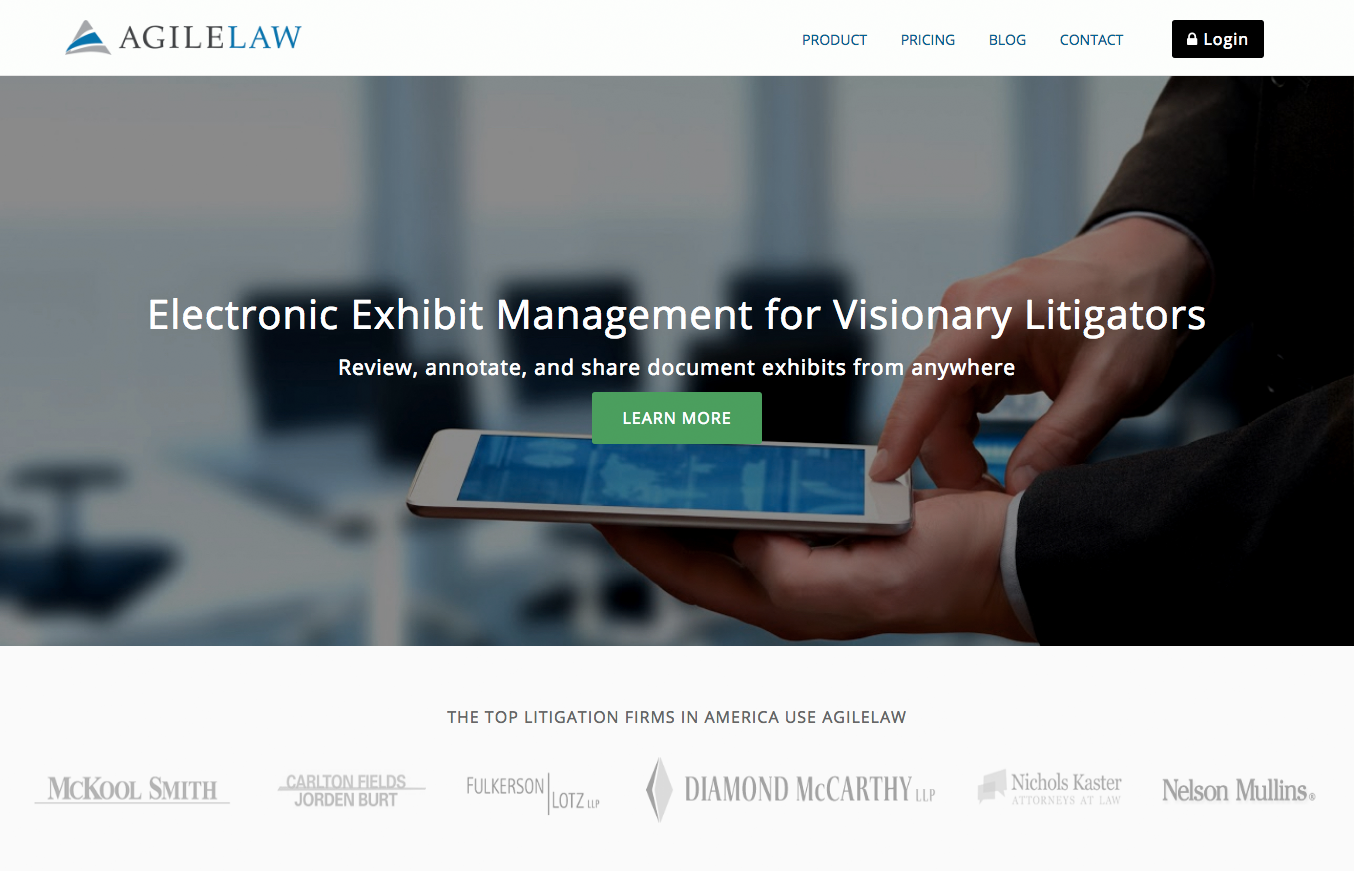 AGILELAW
PRODUCT
PRICING
BLOG
CONTACT
Login
Electronic Exhibit Management for Visionary Litigators
Review, annotate, and share document exhibits from anywhere
LEARN MORE
THE TOP LITIGATION FIRMS IN AMERICA USE AGILELAW
McKool Smith
CARLTON FIELDS
JORDEN BURT
FULKERSON
LOTZ LLP
DIAMOND McCARTHY LLP
Nichols Kaster
ATTORNEYS AT LAW
Nelson Mullins®